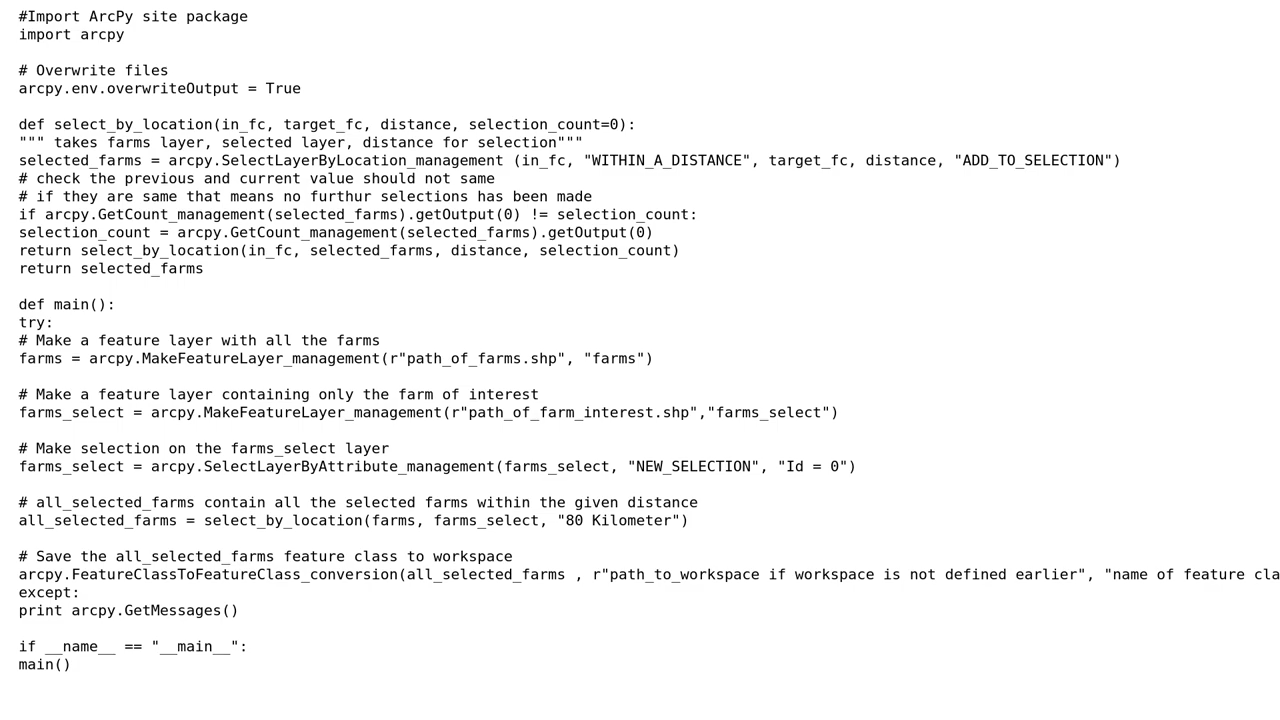 #Import ArcPy site package
import arcpy

# Overwrite files
arcpy.env.overwriteOutput = True

def select_by_location(in_fc, target_fc, distance, selection_count=0):
""" takes farms layer, selected layer, distance for selection"""
selected_farms = arcpy.SelectLayerByLocation_management (in_fc, "WITHIN_A_DISTANCE", target_fc, distance, "ADD_TO_SELECTION")
# check the previous and current value should not same
# if they are same that means no furthur selections has been made
if arcpy.GetCount_management(selected_farms).getOutput(0) != selection_count:
selection_count = arcpy.GetCount_management(selected_farms).getOutput(0)
return select_by_location(in_fc, selected_farms, distance, selection_count)
return selected_farms

def main():
try:
# Make a feature layer with all the farms
farms = arcpy.MakeFeatureLayer_management(r"path_of_farms.shp", "farms")

# Make a feature layer containing only the farm of interest
farms_select = arcpy.MakeFeatureLayer_management(r"path_of_farm_interest.shp","farms_select")

# Make selection on the farms_select layer
farms_select = arcpy.SelectLayerByAttribute_management(farms_select, "NEW_SELECTION", "Id = 0")

# all_selected_farms contain all the selected farms within the given distance
all_selected_farms = select_by_location(farms, farms_select, "80 Kilometer")

# Save the all_selected_farms feature class to workspace
arcpy.FeatureClassToFeatureClass_conversion(all_selected_farms , r"path_to_workspace if workspace is not defined earlier", "name of feature cla
except:
print arcpy.GetMessages()

if __name__ == "__main__":
main()